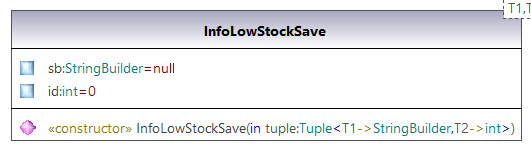 T1,T
InfoLowStockSave
sb:StringBuilder=null
id:int=0
«constructor» InfoLowStockSave(in tuple:Tuple<T1->StringBuilder,T2->int>)